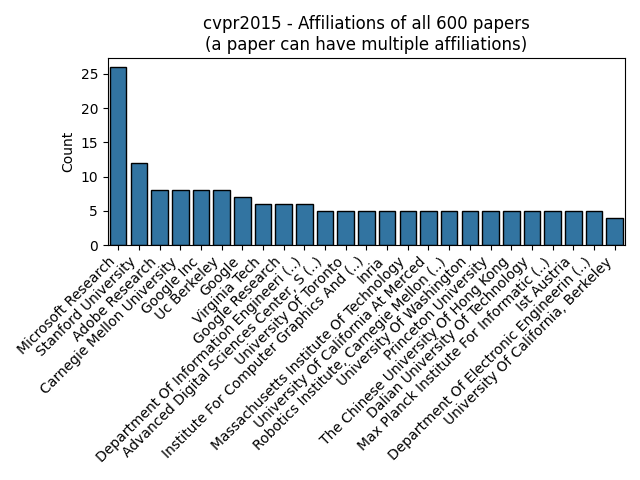 cvpr2015 - Affiliations of all 600 papers
(a paper can have multiple affiliations)
Count
25
20
15
10
5
0
Microsoft Research
Stanford University
Adobe Research
Carnegie Mellon University
Google Inc
Uc Berkeley
Google
Virginia Tech
Google Research
Department Of Information Engineeri (..)
Advanced Digital Sciences Center , S (..)
University Of Toronto
Institute For Computer Graphics And (..)
Inria
Massachusetts Institute Of Technology
University Of California At Merced
Robotics Institute, Carnegie Mellon (..)
University Of Washington
Princeton University
The Chinese University Of Hong Kong
Dalian University Of Technology
Max Planck Institute For Informatic (..)
Ist Austria
Department Of Electronic Engineerin (..)
University Of California, Berkeley